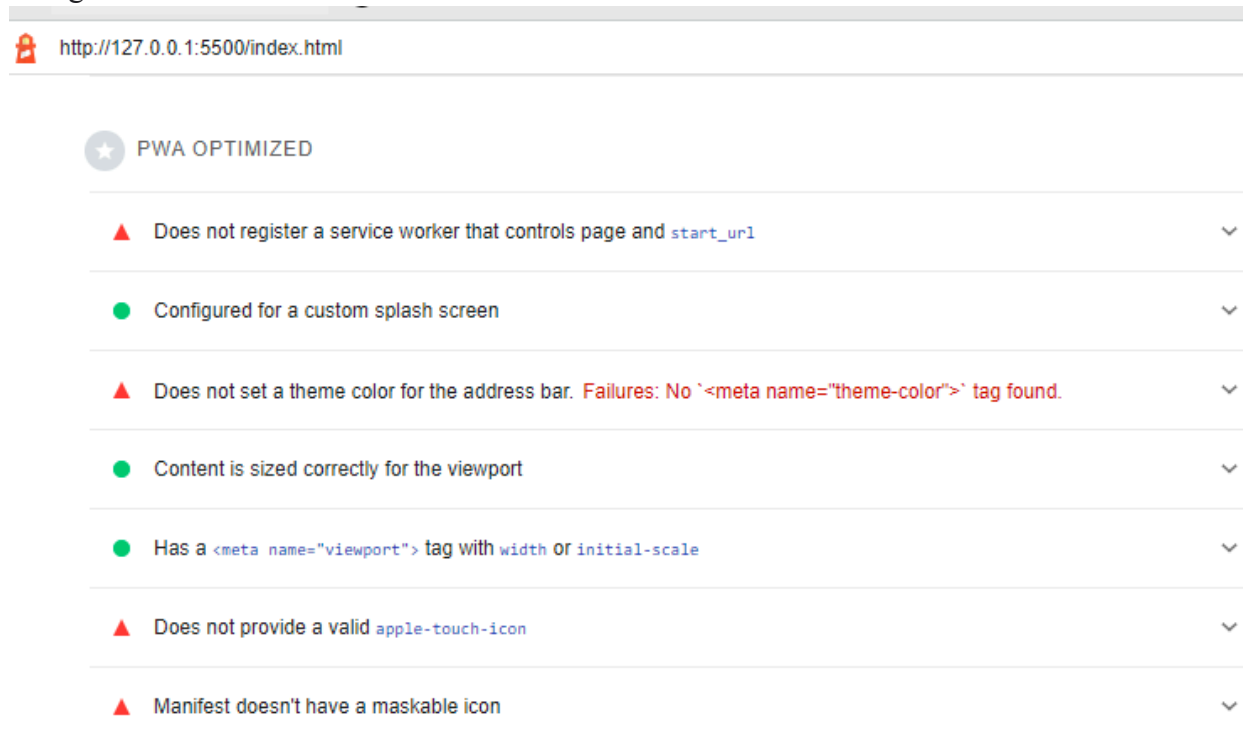 http://127.0.0.1:5500/index.html
PWA OPTIMIZED
Does not register a service worker that controls page and start_url
Configured for a custom splash screen
Does not set a theme color for the address bar. Failures: No `<meta name="theme-color">` tag found.
Content is sized correctly for the viewport
Has a <meta name="viewport"> tag with width or initial-scale
Does not provide a valid apple-touch-icon
Manifest doesn't have a maskable icon